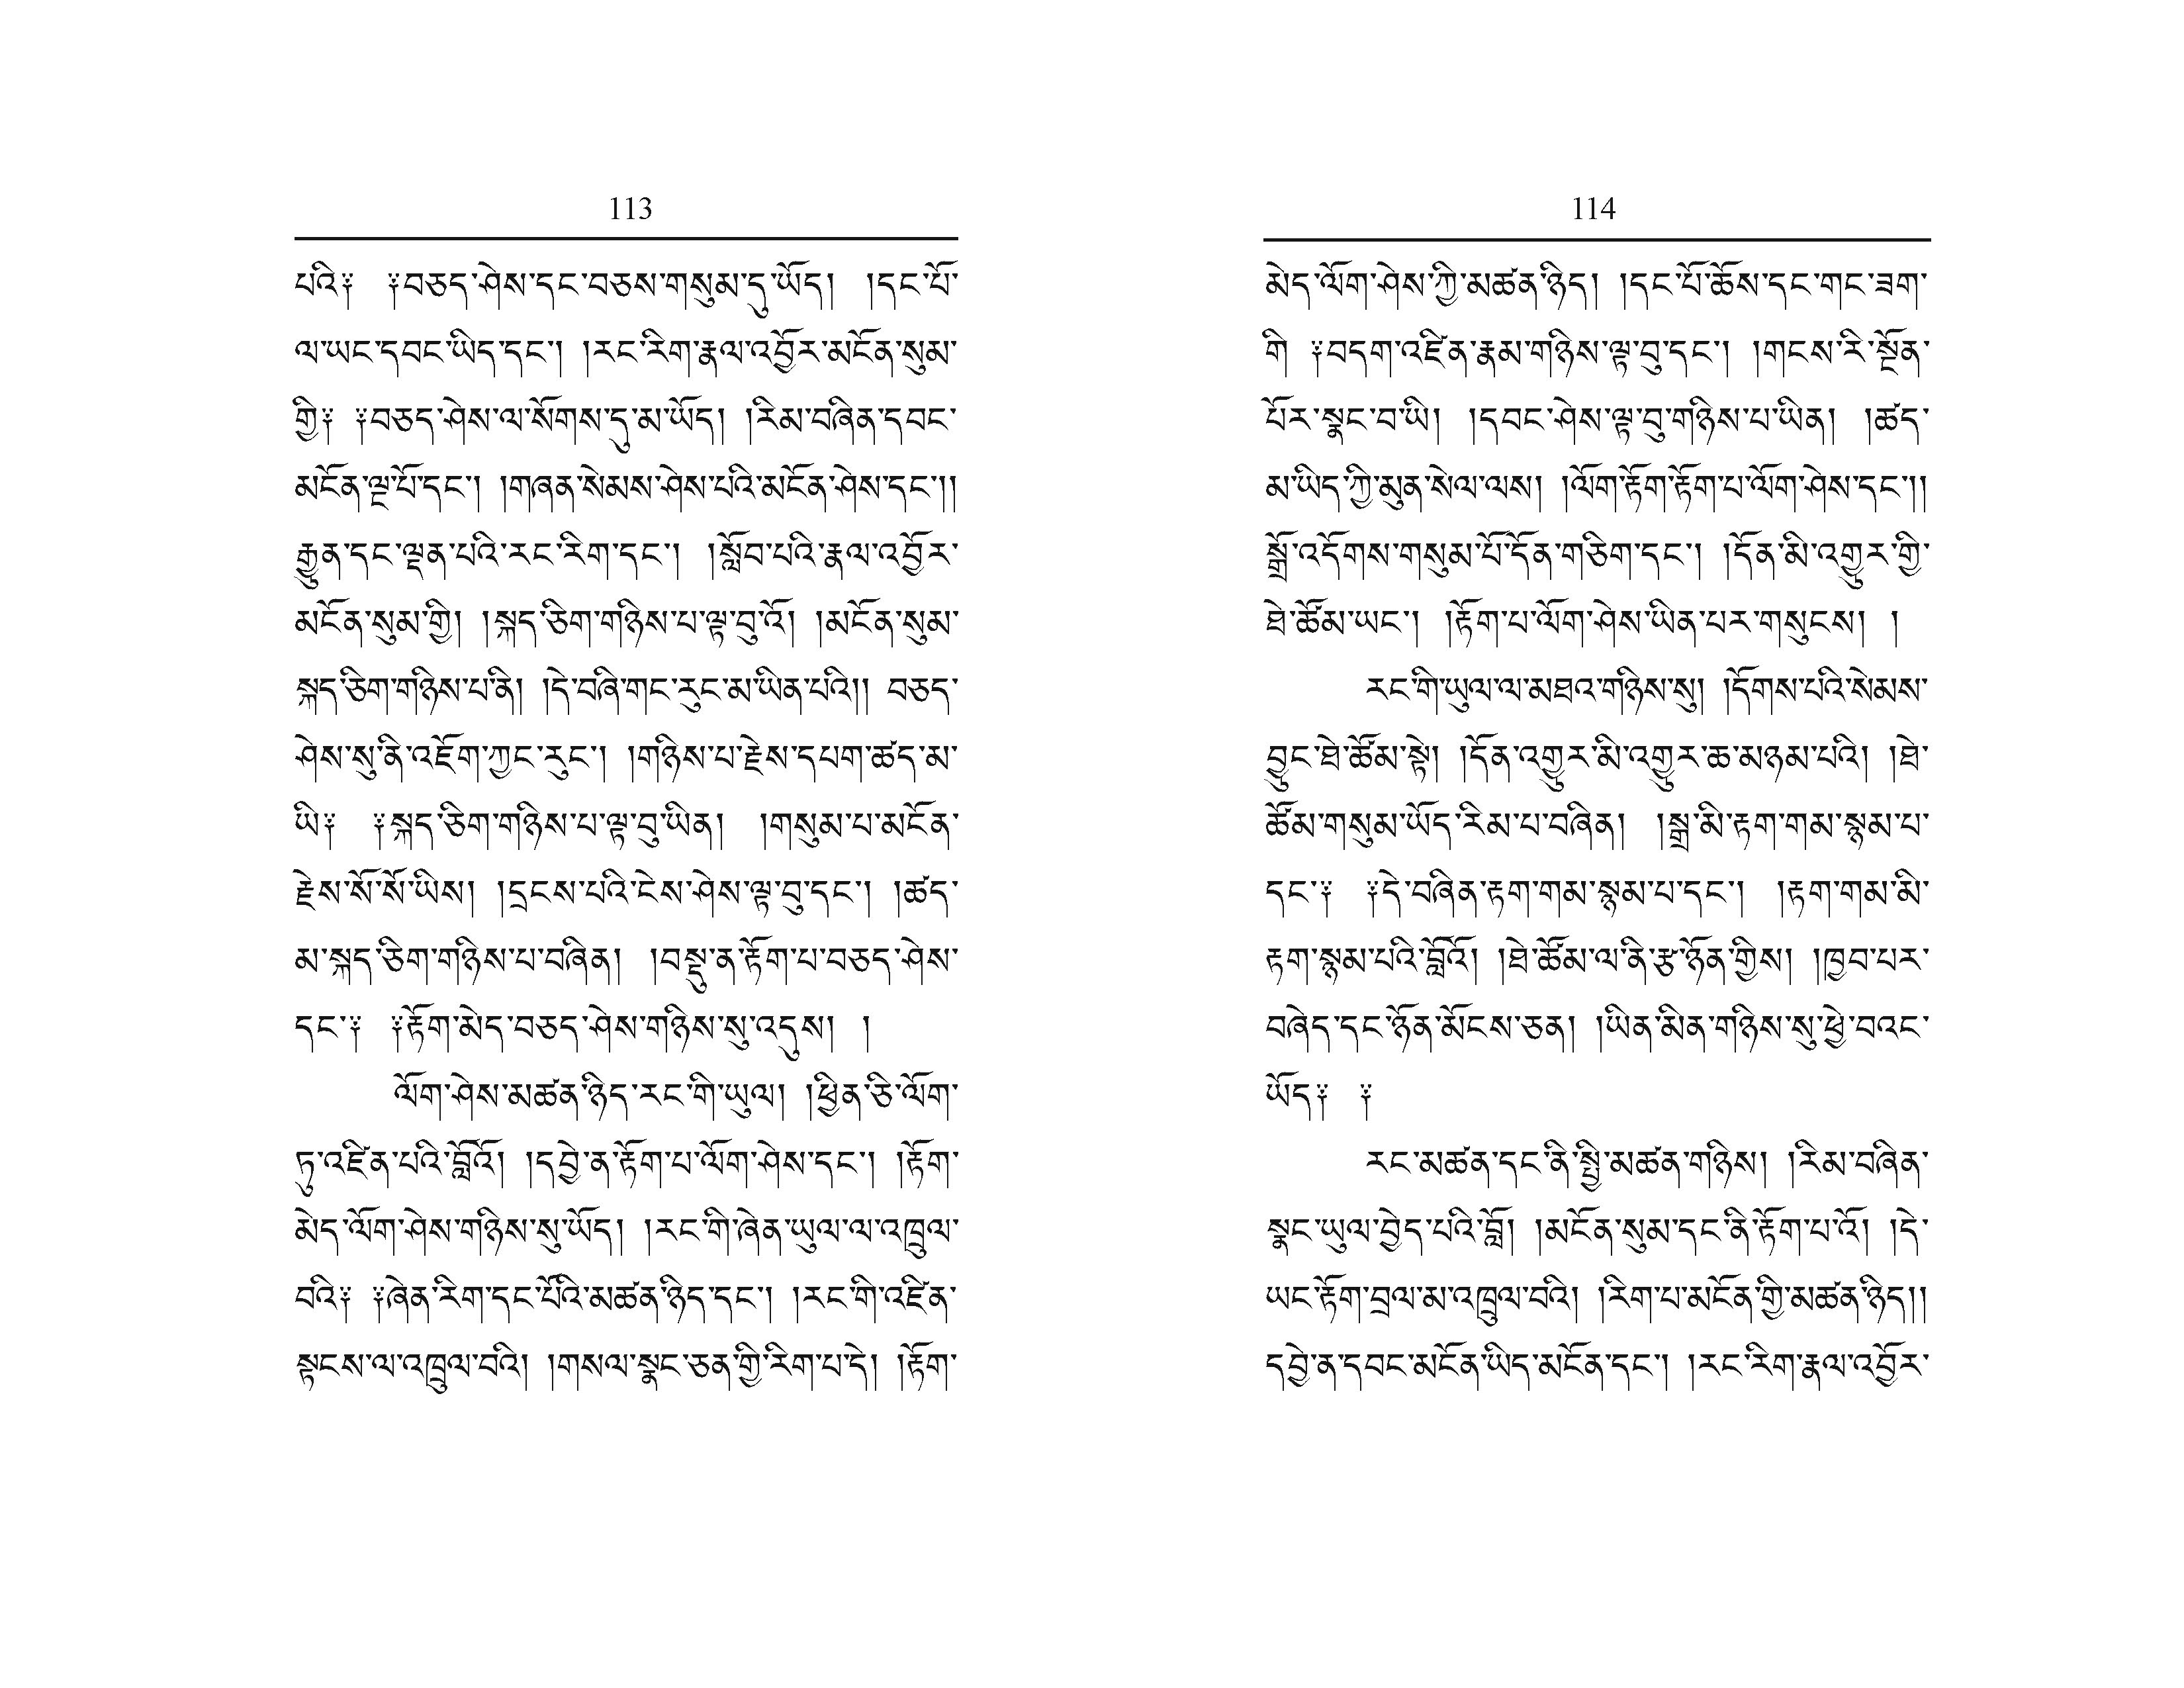 113
པའི༑ ༑བཅད་ཤེས་དང་བཅས་གསུམ་དུ་ཡོད། །དང་པོ་
ལ་ཡང་དབང་ཡིད་དང་། །རང་རིག་རྣལ་འབྱོར་མངོན་སུམ་
གྱི༑ ༑བཅད་ཤེས་ལ་སོགས་དུ་མ་ཡོད། །རིམ་བཞིན་དབང་
མངོན་ལྔ་པོ་དང་། །གཞན་སེམས་ཤེས་པའི་མངོན་ཤེས་དང་།།
རྒྱུན་དང་ལྡན་པའི་རང་རིག་དང་། །སློབ་པའི་རྣལ་འབྱོར་
མངོན་སུམ་གྱི། །སྐད་ཅིག་གཉིས་པ་ལྟ་བུ་འོ། །མངོན་སུམ་
སྐད་ཅིག་གཉིས་པ་ནི། །དེ་བཞི་གང་རུང་མ་ཡིན་པའི།། བཅད་
ཤེས་སུ་ནི་འཇོག་ཀྱང་རུང་། །གཉིས་པ་རྗེས་དཔག་ཚད་མ་
ཡི༑ ༑སྐད་ཅིག་གཉིས་པ་ལྟ་བུ་ཡིན། །གསུམ་པ་མངོན་
རྗེས་སོ་སོ་ཡིས། །དྲངས་པའི་ངེས་ཤེས་ལྟ་བུ་དང་། །ཚད་
མ་སྐད་ཅིག་གཉིས་པ་བཞིན། །བསྡུ་ན་རྟོག་པ་བཅད་ཤེས་
དང་༑ ༑རྟོག་མེད་བཅད་ཤེས་གཉིས་སུ་འདུས། །
ལོག་ཤེས་མཚན་ཉིད་རང་གི་ཡུལ། །ཕྱིན་ཅི་ལོག་
ཏུ་འཛིན་པའི་བློའོ། །དབྱེ་ན་རྟོག་པ་ལོག་ཤེས་དང་། །རྟོག་
མེད་ལོག་ཤེས་གཉིས་སུ་ཡོད། །རང་གི་ཞེན་ཡུལ་ལ་འཁྲུལ་
བའི༑ ༑ཞེན་རིག་དང་པོའི་མཚན་ཉིད་དང་། །རང་གི་འཛིན་
སྟངས་ལ་འཁྲུལ་བའི། །གསལ་སྣང་ཅན་གྱི་རིག་པ་དེ། །རྟོག་
114
མེད་ལོག་ཤེས་ཀྱི་མཚན་ཉིད། །དང་པོ་ཆོས་དང་གང་ཟག་
གི ༑བདག་འཛིན་རྣམ་གཉིས་ལྟ་བུ་དང་། །གངས་རི་སྔོན་
པོར་སྣང་བ་ཡི། །དབང་ཤེས་ལྟ་བུ་གཉིས་པ་ཡིན། །ཚད་
མ་ཡིད་ཀྱི་མུན་སེལ་ལས། །ལོག་རྟོག་རྟོག་པ་ལོག་ཤེས་དང་།།
སྒྲོ་འདོགས་གསུམ་པོ་དོན་གཅིག་དང་། །དོན་མི་འགྱུར་གྱི་
ཐེ་ཚོམ་ཡང་། །རྟོག་པ་ལོག་ཤེས་ཡིན་པར་གསུངས། །
རང་གི་ཡུལ་ལ་མཐའ་གཉིས་སུ། །དོགས་པའི་སེམས་
བྱུང་ཐེ་ཚོམ་སྟེ། །དོན་འགྱུར་མི་འགྱུར་ཆ་མཉམ་པའི། །ཐེ་
ཚོམ་གསུམ་ཡོད་རིམ་པ་བཞིན། །སྒྲ་མི་རྟག་གམ་སྙམ་པ་
དང་༑ ༑དེ་བཞིན་རྟག་གམ་སྙམ་པ་དང་། །རྟག་གམ་མི་
རྟག་སྙམ་པའི་བློའོ། །ཐེ་ཚོམ་ལ་ནི་རྩ་ཉོན་གྱིས། །ཁྱབ་པར་
བཞེད་དང་ཉོན་མོངས་ཅན། །ཡིན་མིན་གཉིས་སུ་ཕྱེ་བའང་
ཡོད༑ ༑
རང་མཚན་དང་ནི་སྤྱི་མཚན་གཉིས། །རིམ་བཞིན་
སྣང་ཡུལ་བྱེད་པའི་བློ། །མངོན་སུམ་དང་ནི་རྟོག་པ་འོ། །དེ་
ཡང་རྟོག་བྲལ་མ་འཁྲུལ་བའི། །རིག་པ་མངོན་གྱི་མཚན་ཉིད།།
དབྱེ་ན་དབང་མངོན་ཡིད་མངོན་དང་། །རང་རིག་རྣལ་འབྱོར་